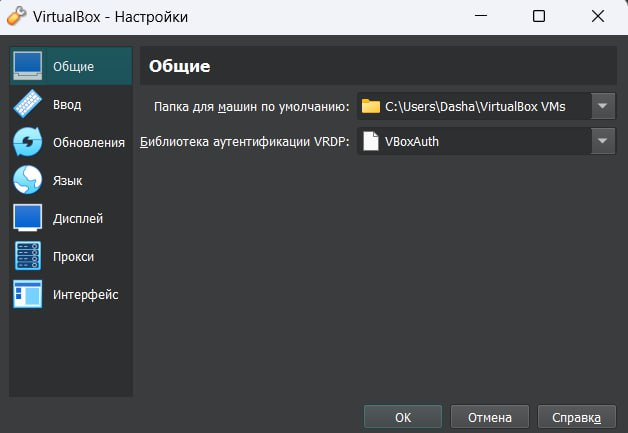 VirtualBox - Настройки
Общие
Ввод
Обновления
Язык
Дисплей
Прокси
Интерфейс
Общие
Папка для машин по умолчанию: C:\Users\Dasha\VirtualBox VMs
Библиотека аутентификации VRDP: VBoxAuth
OK Отмена Справка